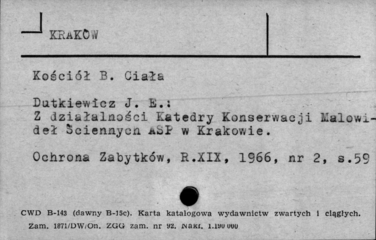 KRAKÓW
Kościół B. Ciała
Dutkiewicz J. E.:
Z działalności Katedry Konserwacji Malowi-
deł Ściennych ASP w Krakowie.
Ochrona Zabytków, R.XIX, 1966, nr 2, s.59
CWD B-143 (dawny B-15c). Karta katalogowa wydawnictw zwartych i ciągłych.
Zam. 1871/DW/On. ZGG zam. nr 92. Nakł. 1.190 000